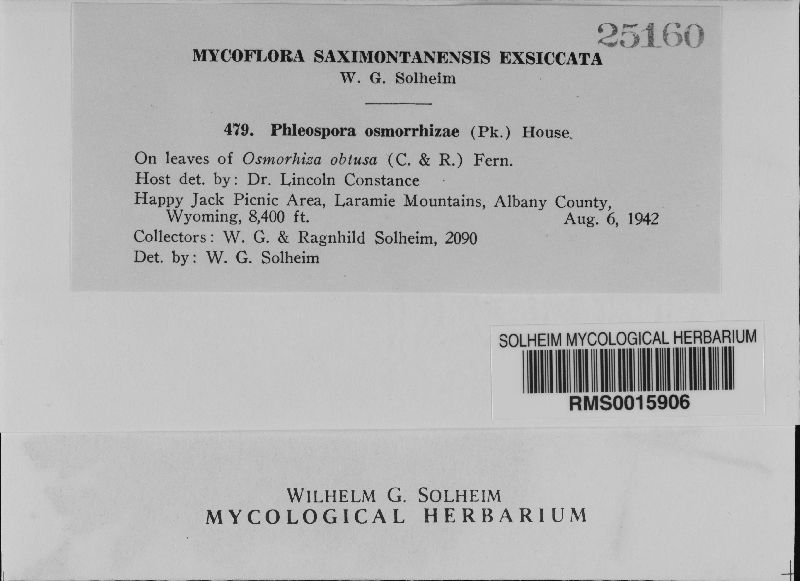 25160
MYCOFLORA SAXIMONTANENSIS EXSICCATA
W. G. Solheim
479. Phleospora osmorrhizae (Pk.) House.
On leaves of Osmorhiza obtusa (C. & R.) Fern.
Host det. by: Dr. Lincoln Constance
Happy Jack Picnic Area, Laramie Mountains, Albany County,
Wyoming, 8,400 ft. Aug. 6, 1942
Collectors: W. G. & Ragnhild Solheim, 2090
Det. by: W. G. Solheim
SOLHEIM MYCOLOGICAL HERBARIUM
RMS0015906
WILHELM G. SOLHEIM
MYCOLOGICAL HERBARIUM